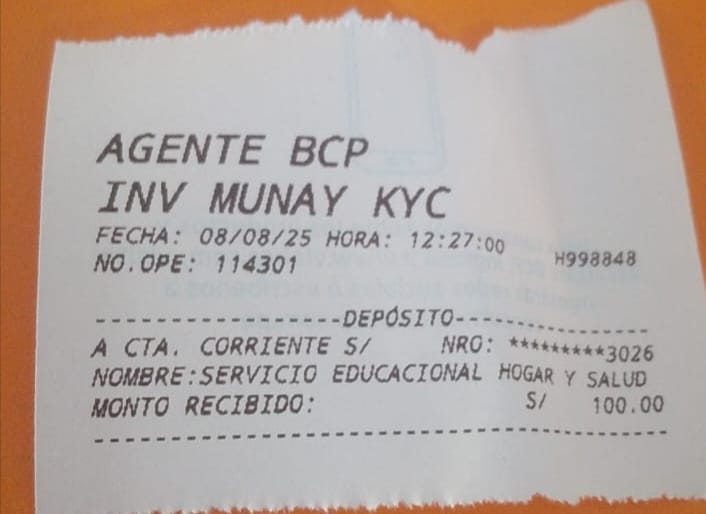 AGENTE BCP
INV MUNAY KYC
FECHA: 08/08/25 HORA: 12:27:00
NO.OPE: 114301 H998848
-----------------DEPÓSITO-----------------
A CTA. CORRIENTE S/ NRO: *********3026
NOMBRE:SERVICIO EDUCACIONAL HOGAR Y SALUD
MONTO RECIBIDO: S/ 100.00
------------------------------------------